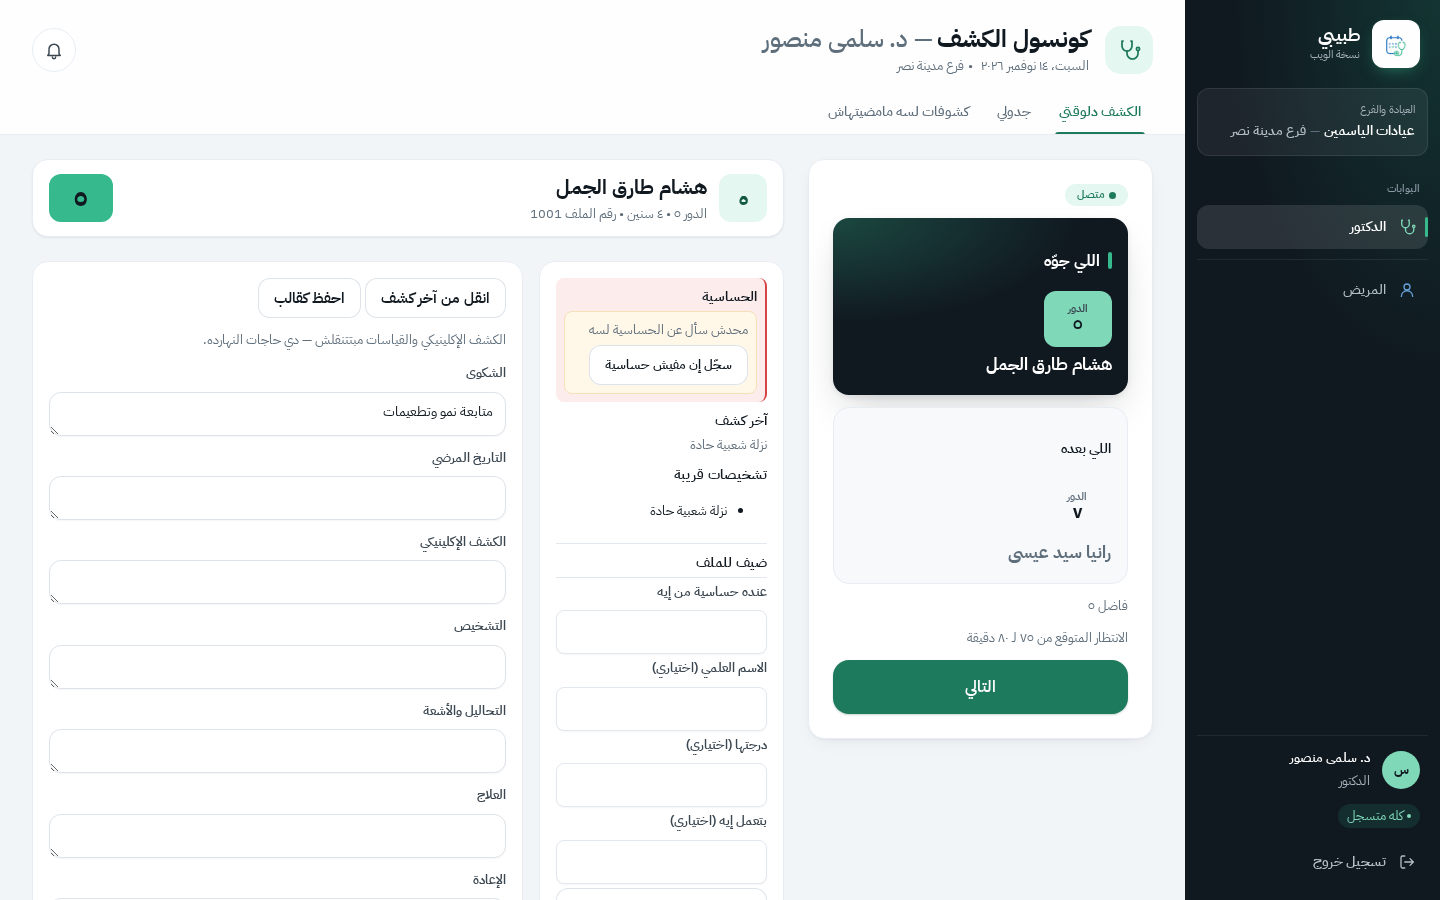 طبيبي
نسخة الويب
العيادة والفرع
عيادات الياسمين — فرع مدينة نصر
البوابات
الدكتور
المريض
د. سلمى منصور
س
الدكتور
• كله متسجل
تسجيل خروج
كونسول الكشف — د. سلمى منصور
السبت، ١٤ نوفمبر ٢٠٢٦ • فرع مدينة نصر
الكشف دلوقتي
جدولي
كشوفات لسه مامضيتهاش
متصل
اللي جوّه
الدور
٥
هشام طارق الجمل
اللي بعده
الدور
٧
رانيا سيد عيسى
فاضل ٥
الانتظار المتوقع من ٧٥ لـ ٨٠ دقيقة
التالي
ه
هشام طارق الجمل
الدور ٥ • ٤ سنين • رقم الملف 1001
٥
الحساسية
محدش سأل عن الحساسية لسه
سجّل إن مفيش حساسية
آخر كشف
نزلة شعبية حادة
تشخيصات قريبة
• نزلة شعبية حادة
ضيف للملف
عنده حساسية من إيه
الاسم العلمي (اختياري)
درجتها (اختياري)
بتعمل إيه (اختياري)
انقل من آخر كشف
احفظ كقالب
الكشف الإكلينيكي والقياسات مبتتنقلش — دي حاجات النهارده.
الشكوى
متابعة نمو وتطعيمات
التاريخ المرضي
الكشف الإكلينيكي
التشخيص
التحاليل والأشعة
العلاج
الإعادة